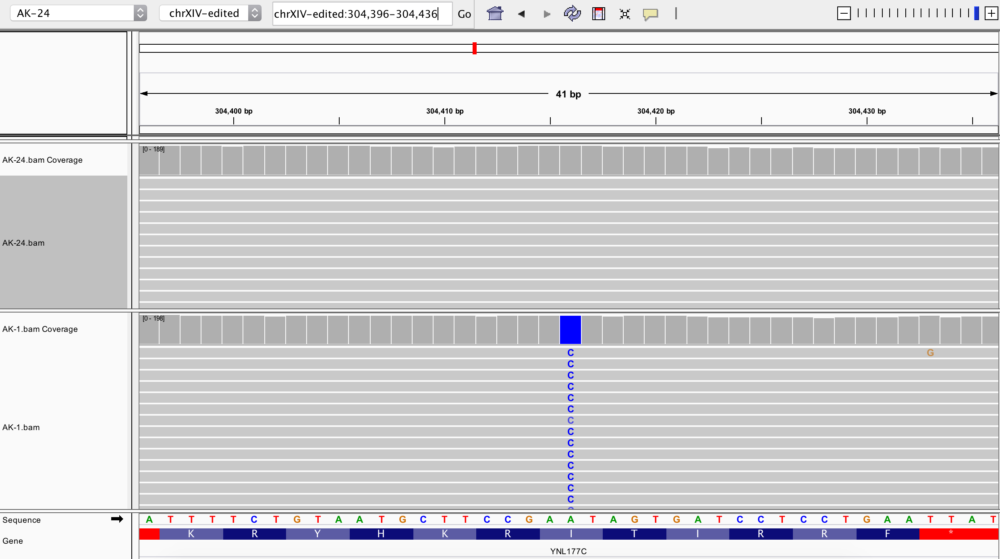 AK-24 chrXIV-edited chrXIV-edited:304,396-304,436 Go
41 bp
304,400 bp 304,410 bp 304,420 bp 304,430 bp
[0 - 189]
AK-24.bam Coverage
AK-24.bam
[0 - 198]
AK-1.bam Coverage
C G
C
C
C
C
C
C
C
C
C
C
C
C
C
AK-1.bam
Sequence A T T T T C T G T A A T G C T T C C G A A T A G T G A T C C T C C T G A A T T A T
K R Y H K R I T I R R F *
Gene
YNL177C